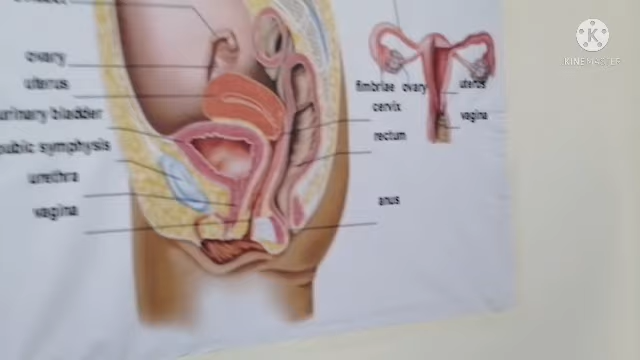 ovary
uterus
urinary bladder
pubic symphysis
urethra
vagina
fimbriae ovary
uterus
cervix
vagina
rectum
anus
K
KINEMASTER